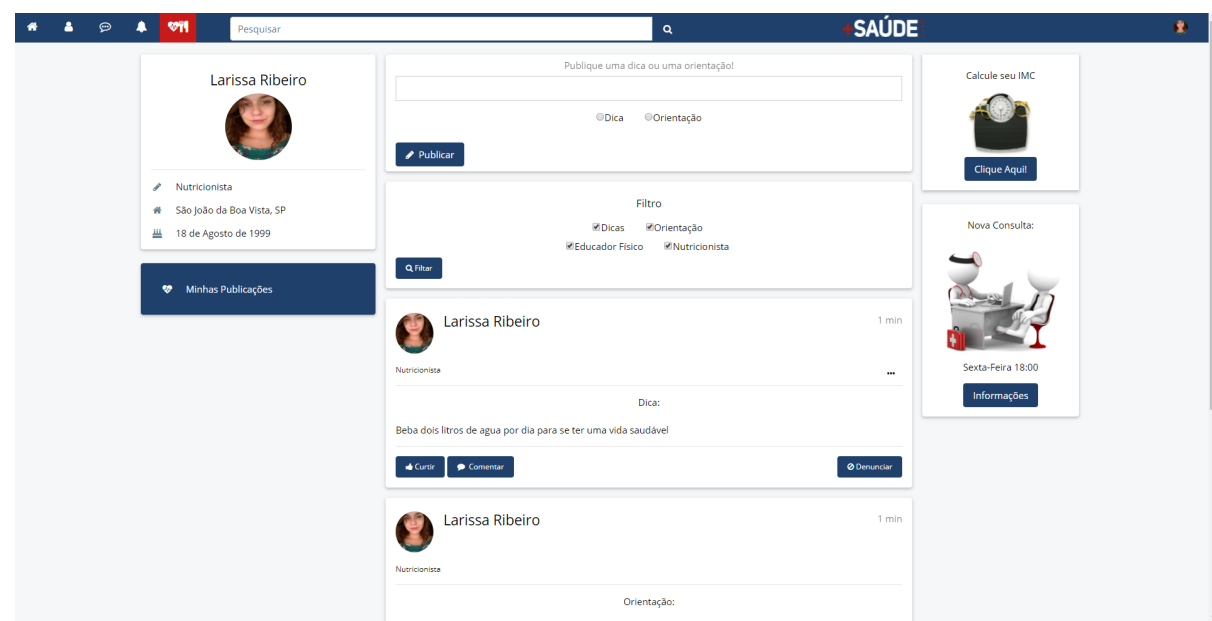 Pesquisar
+SAÚDE
Larissa Ribeiro
Nutricionista
São João da Boa Vista, SP
18 de Agosto de 1999
Minhas Publicações
Publique uma dica ou uma orientação!
Dica Orientação
Publicar
Filtro
Dicas Orientação
Educador Físico Nutricionista
Filtar
Larissa Ribeiro
1 min
Nutricionista
...
Dica:
Beba dois litros de agua por dia para se ter uma vida saudável
Curtir Comentar Denunciar
Larissa Ribeiro
1 min
Nutricionista
Orientação:
Calcule seu IMC
Clique Aqui!
Nova Consulta:
Sexta-Feira 18:00
Informações